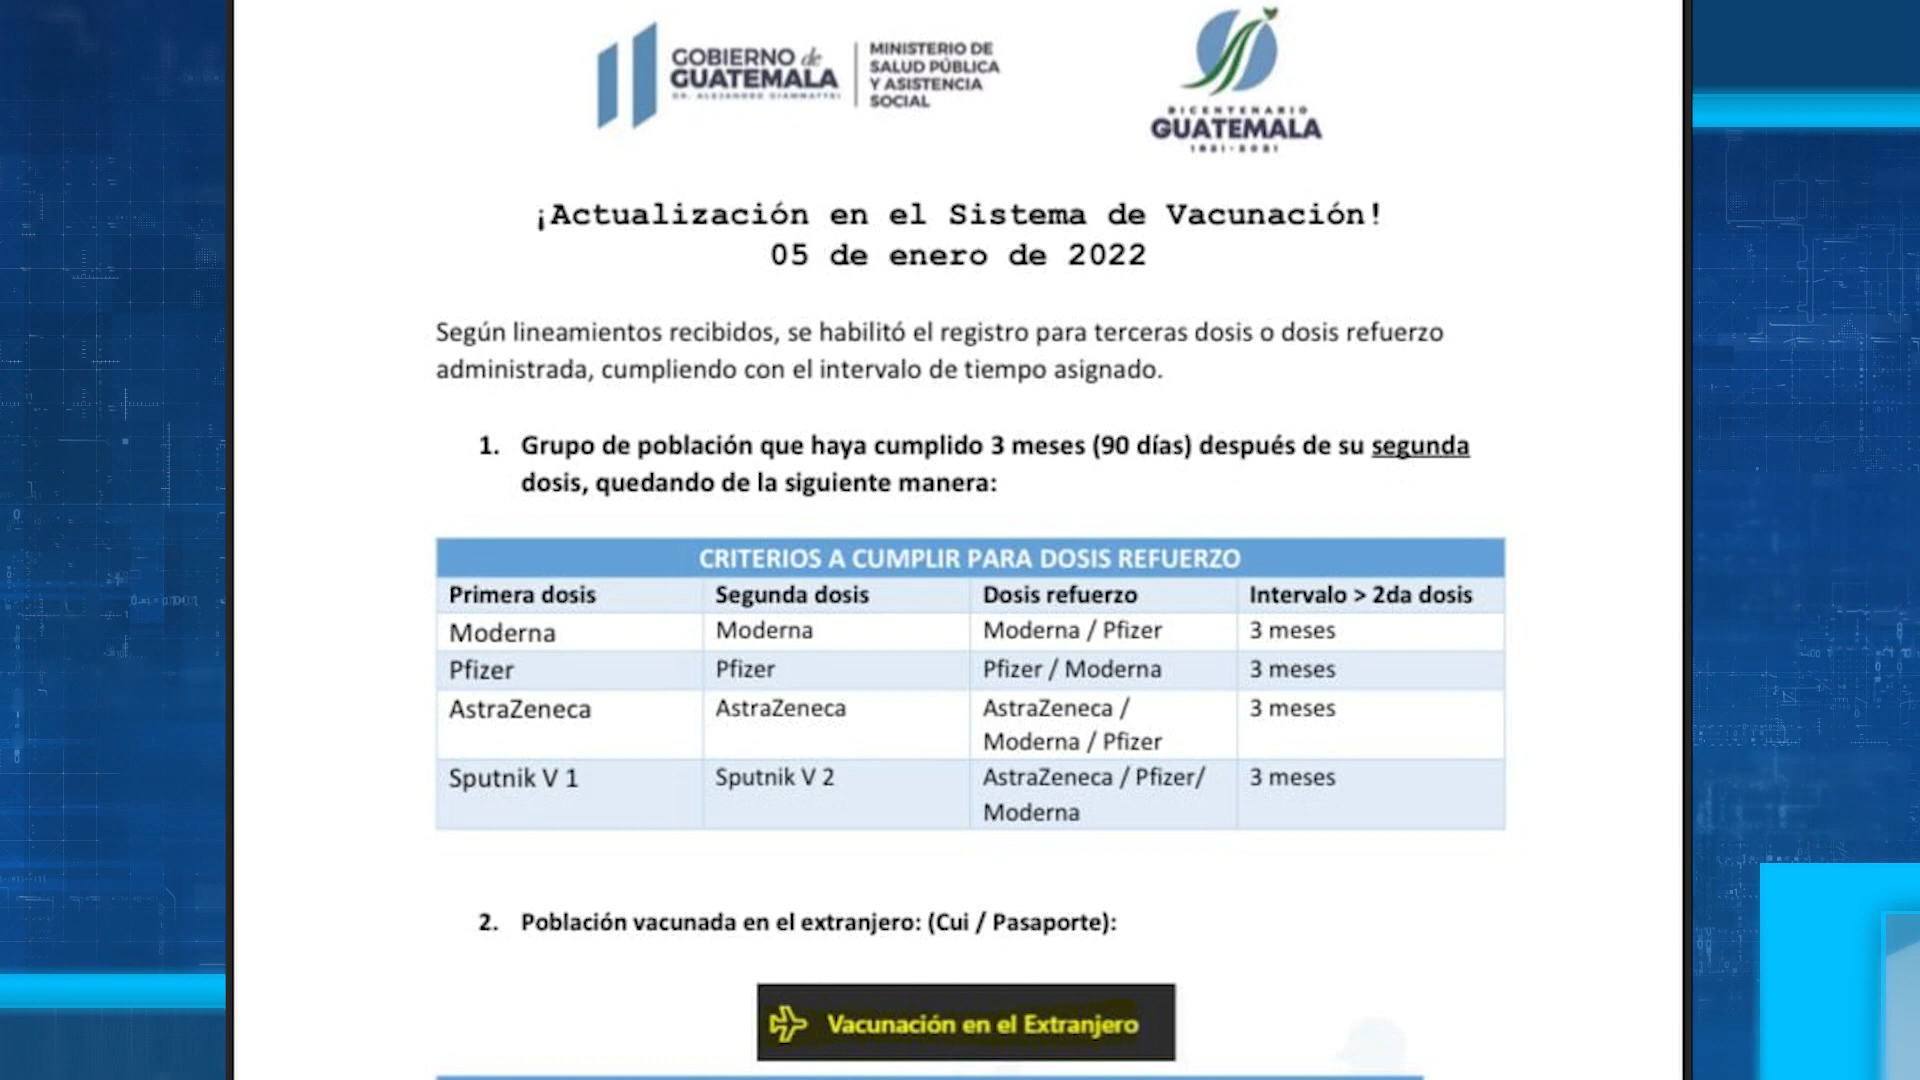 GOBIERNO de
GUATEMALA
DR. ALEJANDRO GIAMMATTEI
MINISTERIO DE
SALUD PÚBLICA
Y ASISTENCIA
SOCIAL
BICENTENARIO
GUATEMALA
1821-2021
¡Actualización en el Sistema de Vacunación!
05 de enero de 2022
Según lineamientos recibidos, se habilitó el registro para terceras dosis o dosis refuerzo
administrada, cumpliendo con el intervalo de tiempo asignado.
1. Grupo de población que haya cumplido 3 meses (90 días) después de su segunda
dosis, quedando de la siguiente manera:
CRITERIOS A CUMPLIR PARA DOSIS REFUERZO
Primera dosis Segunda dosis Dosis refuerzo Intervalo > 2da dosis
Moderna Moderna Moderna / Pfizer 3 meses
Pfizer Pfizer Pfizer / Moderna 3 meses
AstraZeneca AstraZeneca AstraZeneca / 3 meses
Moderna / Pfizer
Sputnik V 1 Sputnik V 2 AstraZeneca / Pfizer/ 3 meses
Moderna
2. Población vacunada en el extranjero: (Cui / Pasaporte):
Vacunación en el Extranjero